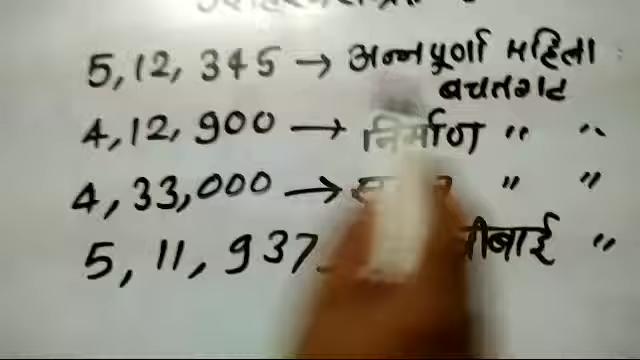 5,12,345 → अन्नपूर्णा महिला
बचतगट
4,12,900 → निर्माण " "
4,33,000 → " "
5,11,937 "